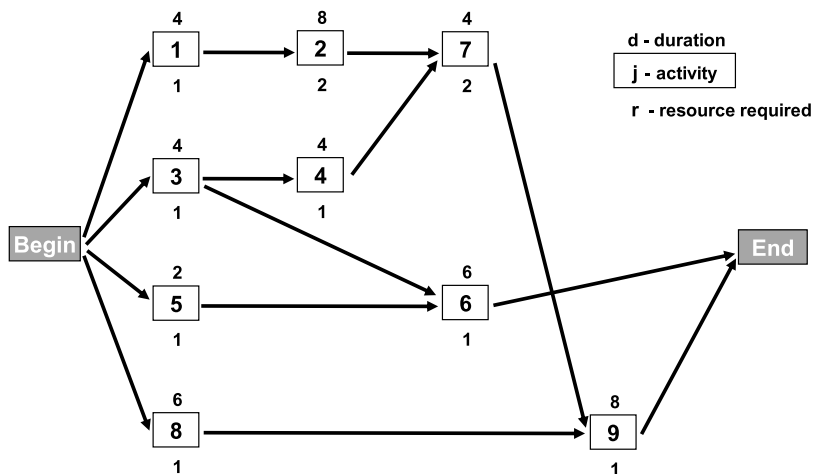 4 8 4
1 2 7
1 2 2
d - duration
j - activity
r - resource required
4 4
3 4
1 1
Begin
End
2 6
5 6
1 1
6 8
8 9
1 1